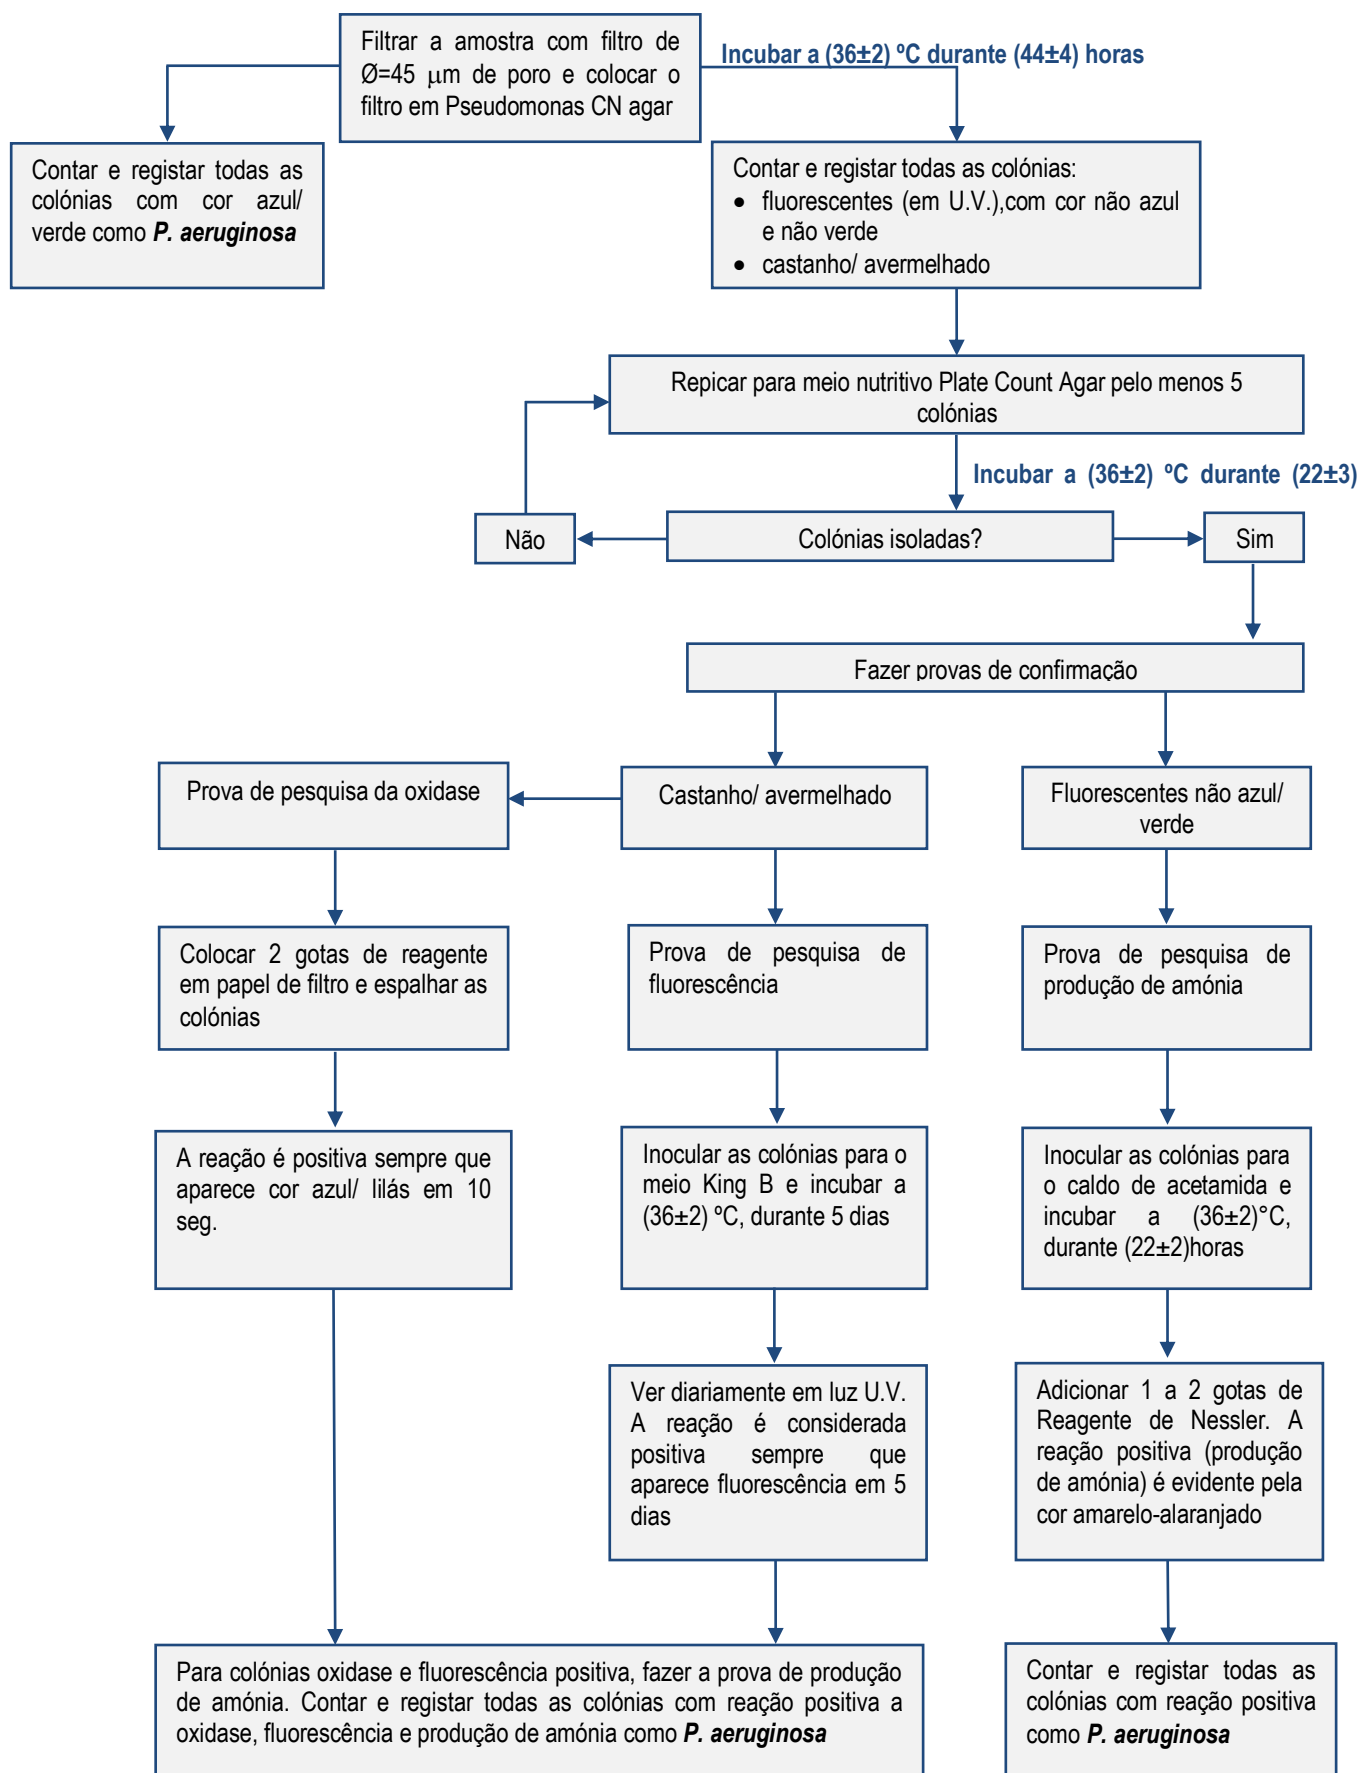 Filtrar a amostra com filtro de
Ø=45 μm de poro e colocar o
filtro em Pseudomonas CN agar
Incubar a (36±2) ºC durante (44±4) horas
Contar e registar todas as
colónias com cor azul/
verde como P. aeruginosa
Contar e registar todas as colónias:
• fluorescentes (em U.V.),com cor não azul
e não verde
• castanho/ avermelhado
Repicar para meio nutritivo Plate Count Agar pelo menos 5
colónias
Incubar a (36±2) ºC durante (22±3)
Não
Colónias isoladas?
Sim
Fazer provas de confirmação
Prova de pesquisa da oxidase
Castanho/ avermelhado
Fluorescentes não azul/
verde
Colocar 2 gotas de reagente
em papel de filtro e espalhar as
colónias
Prova de pesquisa de
fluorescência
Prova de pesquisa de
produção de amónia
A reação é positiva sempre que
aparece cor azul/ lilás em 10
seg.
Inocular as colónias para o
meio King B e incubar a
(36±2) ºC, durante 5 dias
Inocular as colónias para
o caldo de acetamida e
incubar a (36±2)°C,
durante (22±2)horas
Ver diariamente em luz U.V.
A reação é considerada
positiva sempre que
aparece fluorescência em 5
dias
Adicionar 1 a 2 gotas de
Reagente de Nessler. A
reação positiva (produção
de amónia) é evidente pela
cor amarelo-alaranjado
Para colónias oxidase e fluorescência positiva, fazer a prova de produção
de amónia. Contar e registar todas as colónias com reação positiva a
oxidase, fluorescência e produção de amónia como P. aeruginosa
Contar e registar todas as
colónias com reação positiva
como P. aeruginosa